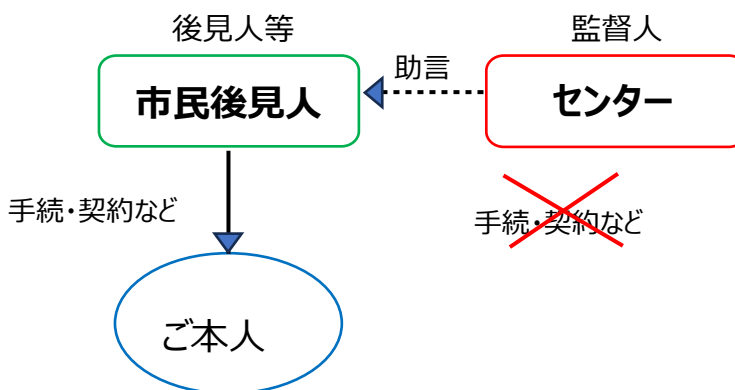 後見人等
監督人
市民後見人
助言
センター
手続・契約など
手続・契約など
ご本人